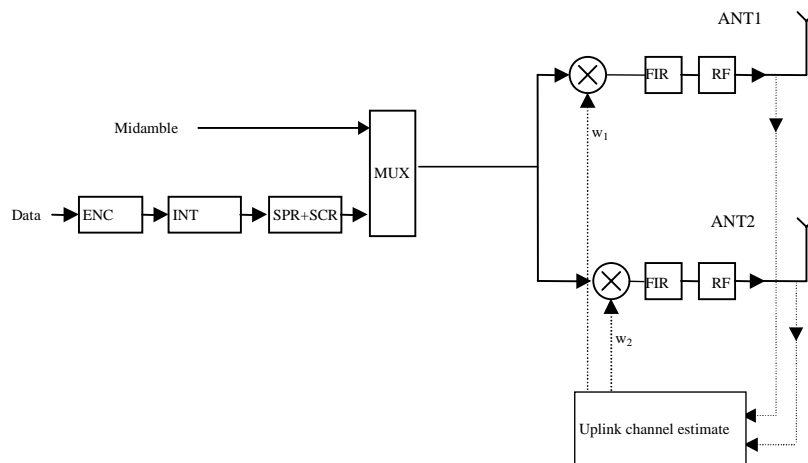 ANT1
FIR
RF
Midamble
w1
MUX
Data
ENC
INT
SPR+SCR
ANT2
FIR
RF
w2
Uplink channel estimate